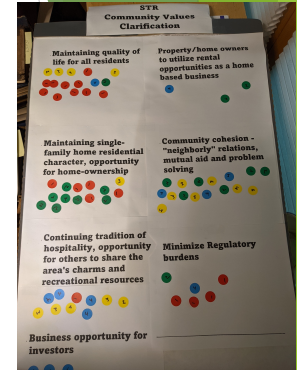 STR
Community Values
Clarification
Maintaining quality of
life for all residents
Property/home owners
to utilize rental
opportunities as a home
based business
Maintaining single-
family home residential
character, opportunity
for home-ownership
Community cohesion -
"neighborly" relations,
mutual aid and problem
solving
Continuing tradition of
hospitality, opportunity
for others to share the
area's charms and
recreational resources
Minimize Regulatory
burdens
Business opportunity for
investors